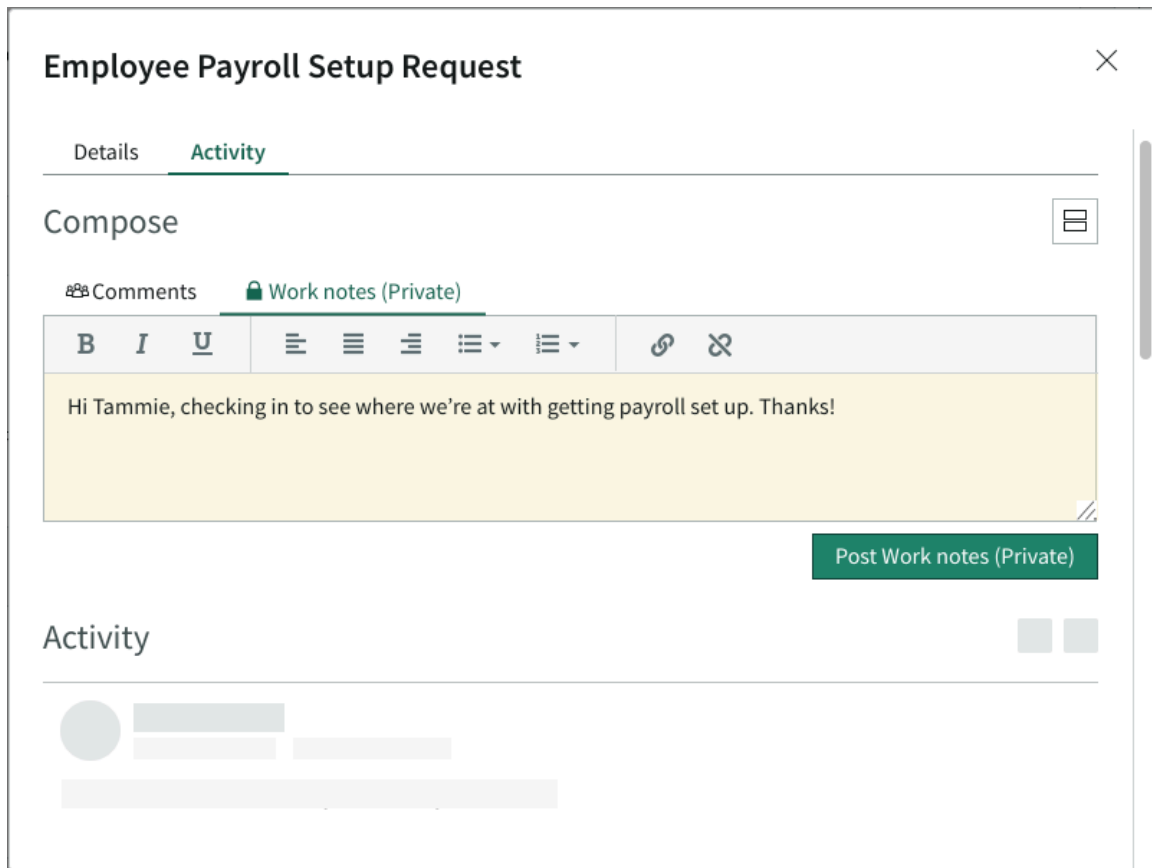 Employee Payroll Setup Request
Details Activity
Compose
Comments Work notes (Private)
B I U
Hi Tammie, checking in to see where we’re at with getting payroll set up. Thanks!
Post Work notes (Private)
Activity